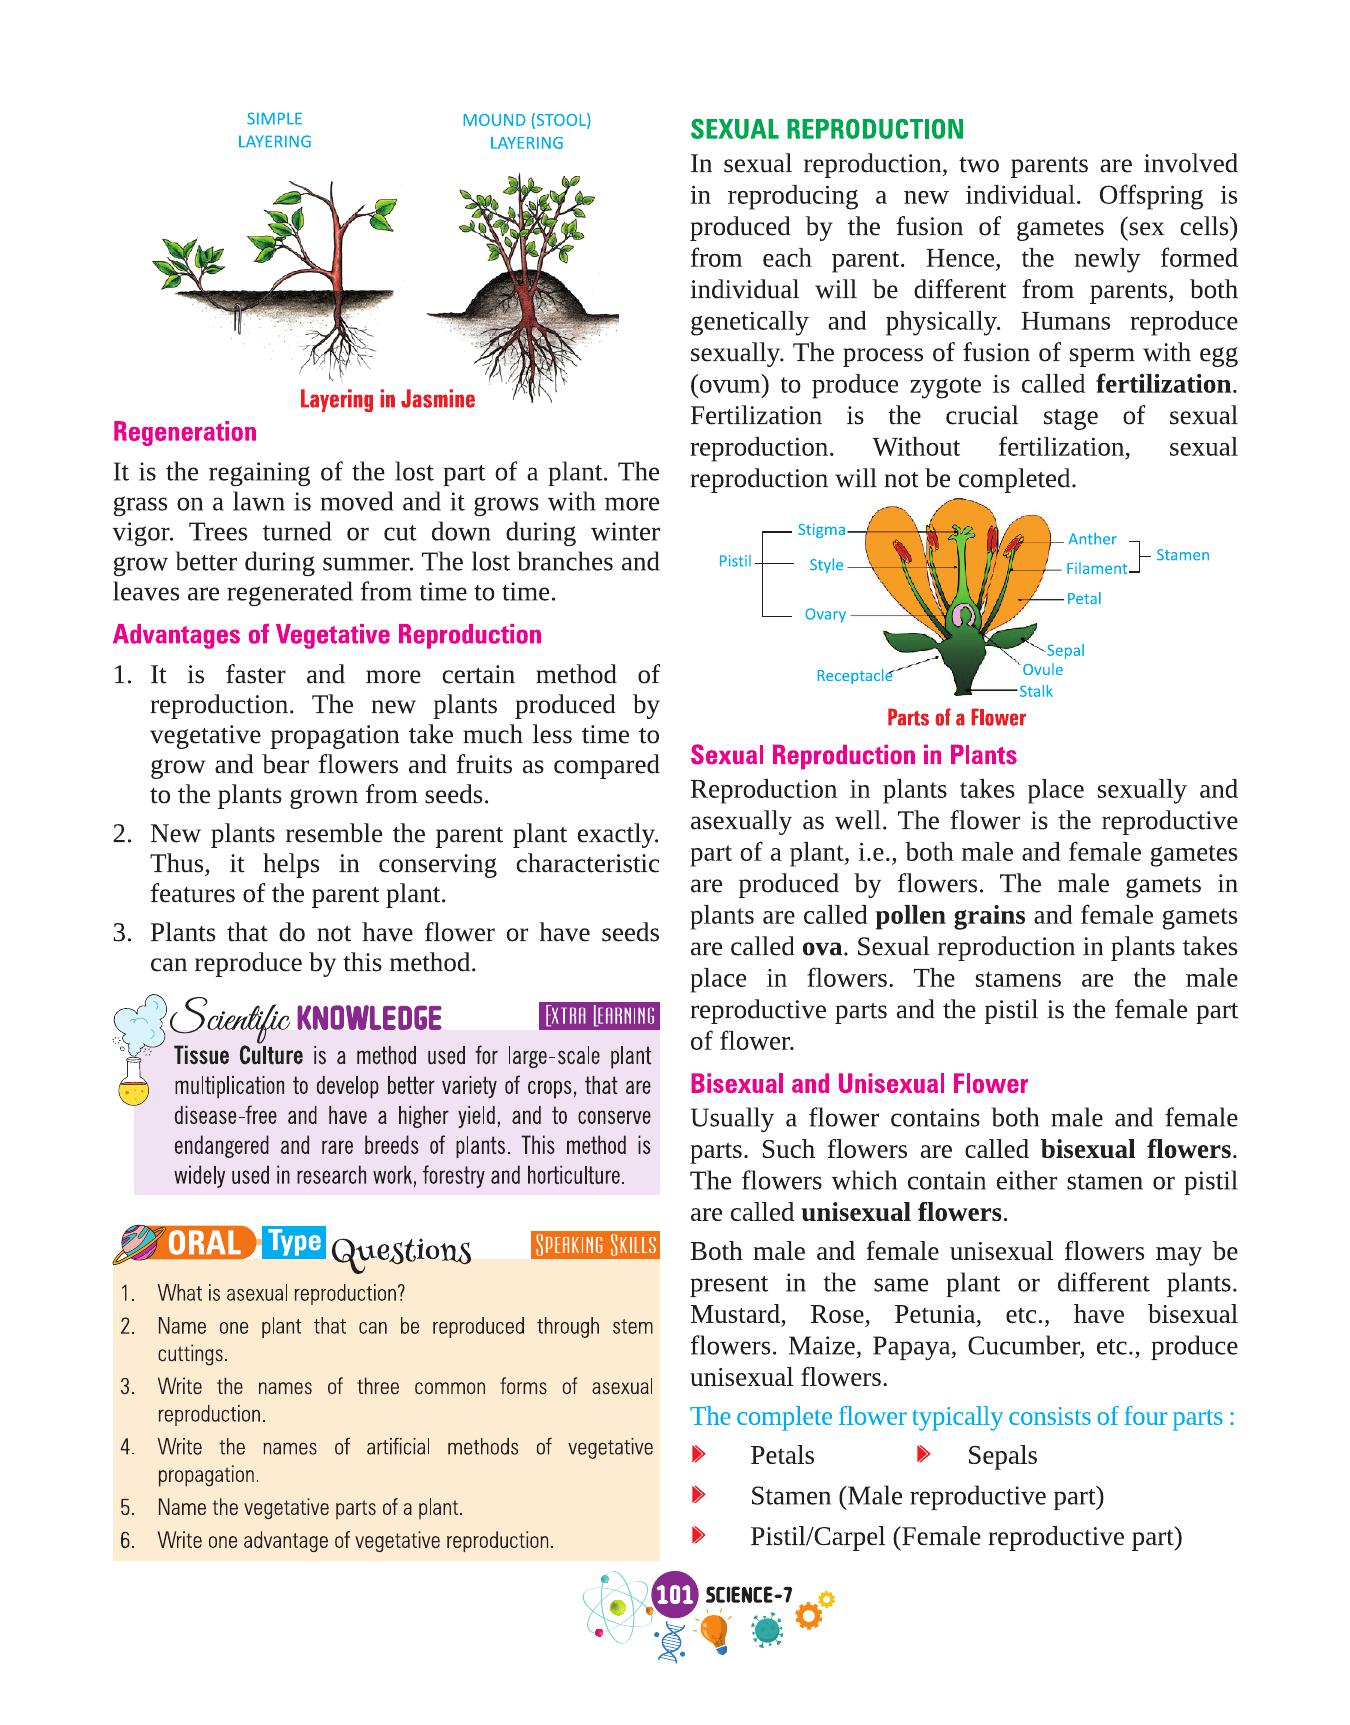 SIMPLE
LAYERING
MOUND (STOOL)
LAYERING
Layering in Jasmine
Regeneration
It is the regaining of the lost part of a plant. The
grass on a lawn is moved and it grows with more
vigor. Trees turned or cut down during winter
grow better during summer. The lost branches and
leaves are regenerated from time to time.
Advantages of Vegetative Reproduction
1. It is faster and more certain method of
reproduction. The new plants produced by
vegetative propagation take much less time to
grow and bear flowers and fruits as compared
to the plants grown from seeds.
2. New plants resemble the parent plant exactly.
Thus, it helps in conserving characteristic
features of the parent plant.
3. Plants that do not have flower or have seeds
can reproduce by this method.
Scientific KNOWLEDGE
EXTRA LEARNING
Tissue Culture is a method used for large-scale plant
multiplication to develop better variety of crops, that are
disease-free and have a higher yield, and to conserve
endangered and rare breeds of plants. This method is
widely used in research work, forestry and horticulture.
ORAL Type Questions
SPEAKING SKILLS
1. What is asexual reproduction?
2. Name one plant that can be reproduced through stem
cuttings.
3. Write the names of three common forms of asexual
reproduction.
4. Write the names of artificial methods of vegetative
propagation.
5. Name the vegetative parts of a plant.
6. Write one advantage of vegetative reproduction.
SEXUAL REPRODUCTION
In sexual reproduction, two parents are involved
in reproducing a new individual. Offspring is
produced by the fusion of gametes (sex cells)
from each parent. Hence, the newly formed
individual will be different from parents, both
genetically and physically. Humans reproduce
sexually. The process of fusion of sperm with egg
(ovum) to produce zygote is called fertilization.
Fertilization is the crucial stage of sexual
reproduction. Without fertilization, sexual
reproduction will not be completed.
Pistil
Stigma
Style
Ovary
Receptacle
Anther
Filament
Stamen
Petal
Sepal
Ovule
Stalk
Parts of a Flower
Sexual Reproduction in Plants
Reproduction in plants takes place sexually and
asexually as well. The flower is the reproductive
part of a plant, i.e., both male and female gametes
are produced by flowers. The male gamets in
plants are called pollen grains and female gamets
are called ova. Sexual reproduction in plants takes
place in flowers. The stamens are the male
reproductive parts and the pistil is the female part
of flower.
Bisexual and Unisexual Flower
Usually a flower contains both male and female
parts. Such flowers are called bisexual flowers.
The flowers which contain either stamen or pistil
are called unisexual flowers.
Both male and female unisexual flowers may be
present in the same plant or different plants.
Mustard, Rose, Petunia, etc., have bisexual
flowers. Maize, Papaya, Cucumber, etc., produce
unisexual flowers.
The complete flower typically consists of four parts :
Petals
Sepals
Stamen (Male reproductive part)
Pistil/Carpel (Female reproductive part)
101 SCIENCE-7